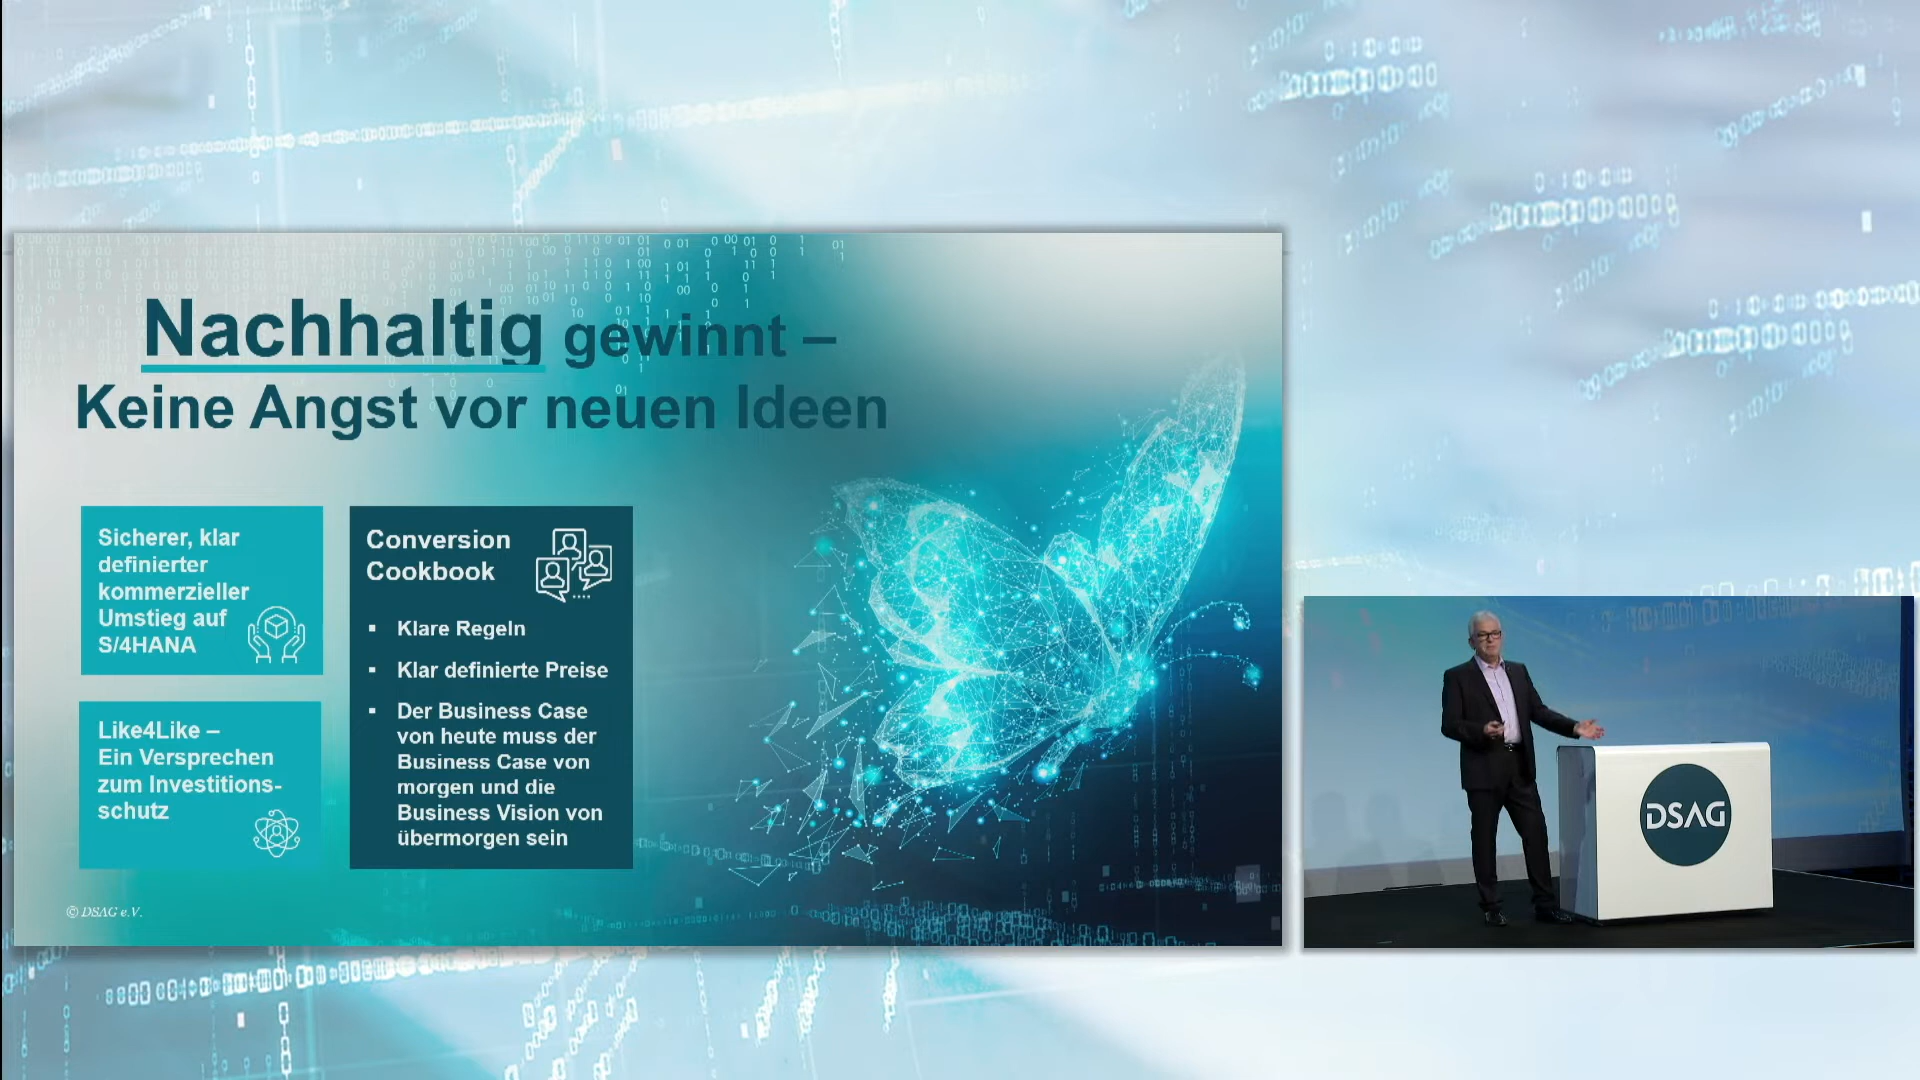 Nachhaltig gewinnt –
Keine Angst vor neuen Ideen
Sicherer, klar
definierter
kommerzieller
Umstieg auf
S/4HANA
Like4Like –
Ein Versprechen
zum Investitions-
schutz
Conversion
Cookbook
▪ Klare Regeln
▪ Klar definierte Preise
▪ Der Business Case
von heute muss der
Business Case von
morgen und die
Business Vision von
übermorgen sein
© DSAG e.V.
DSAG